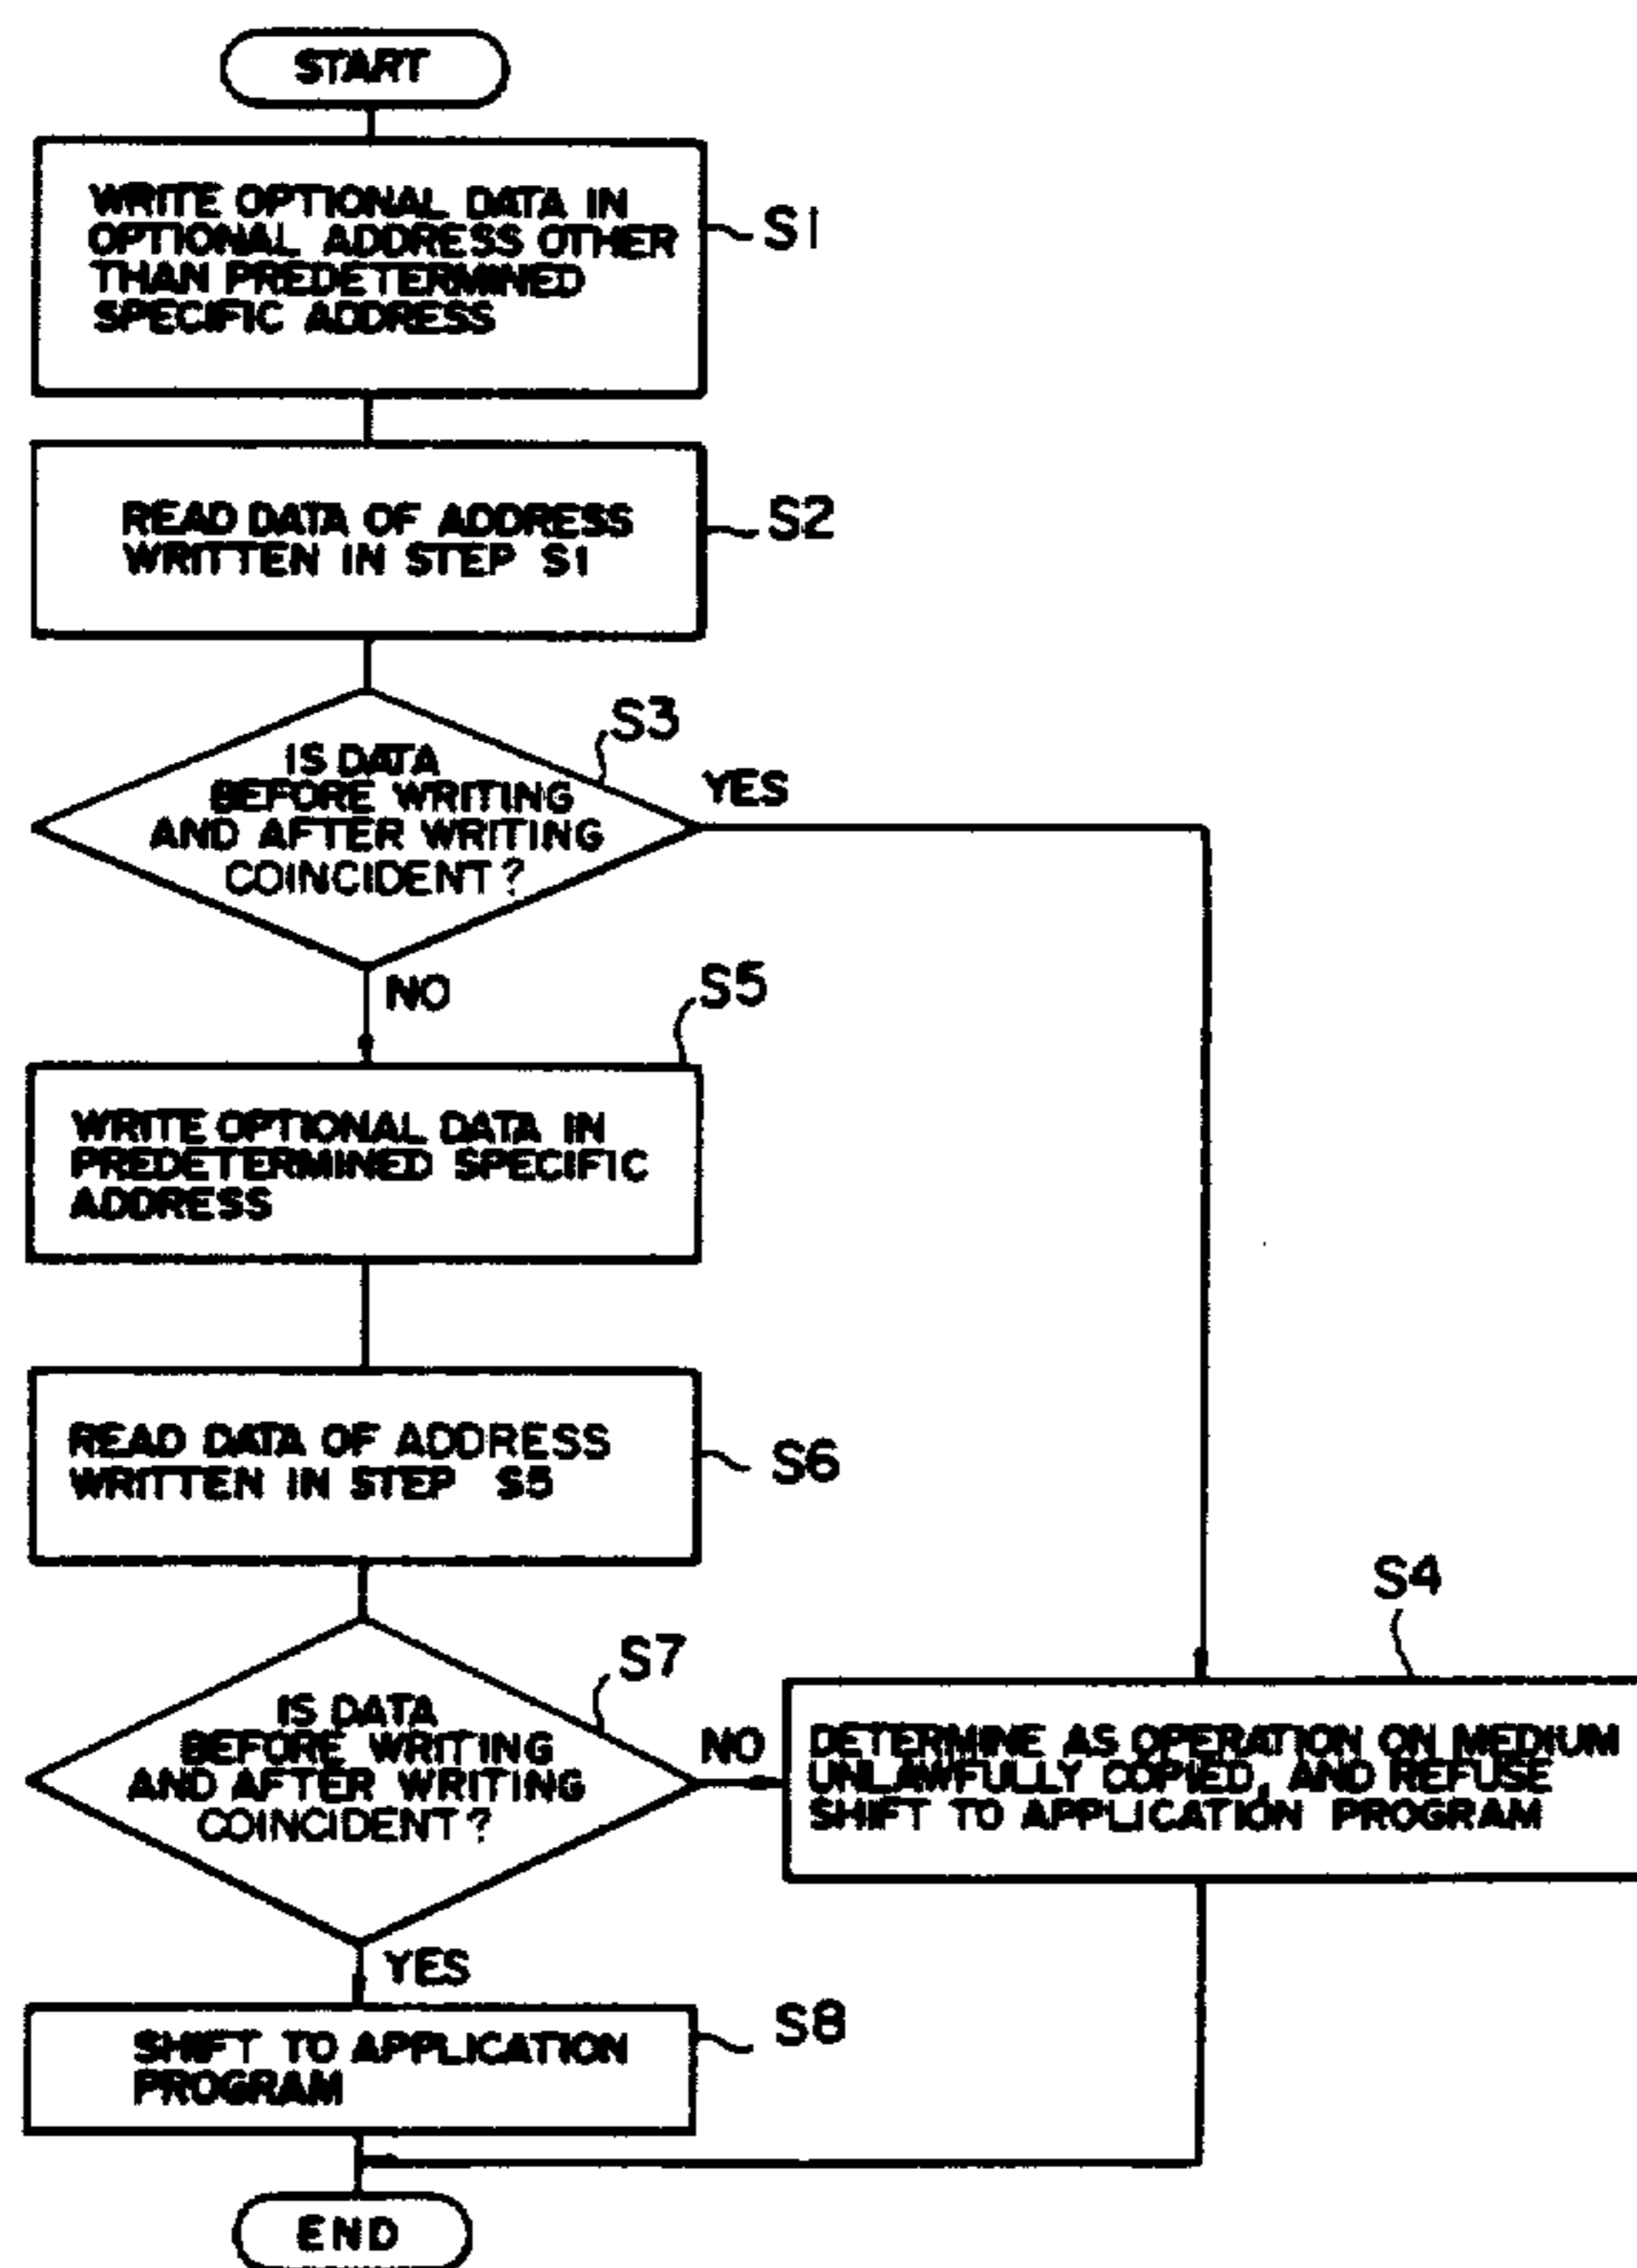 START
WRITE OPTIONAL DATA IN
OPTIONAL ADDRESS OTHER
THAN PREDETERMINED
SPECIFIC ADDRESS
S1
READ DATA OF ADDRESS
WRITTEN IN STEP S1
S2
S3
IS DATA
BEFORE WRITING
AND AFTER WRITING
COINCIDENT?
YES
NO
S5
WRITE OPTIONAL DATA IN
PREDETERMINED SPECIFIC
ADDRESS
READ DATA OF ADDRESS
WRITTEN IN STEP S5
S6
S7
IS DATA
BEFORE WRITING
AND AFTER WRITING
COINCIDENT?
NO
S4
DETERMINE AS OPERATION ON MEDIUM
UNLAWFULLY COPIED, AND REFUSE
SHIFT TO APPLICATION PROGRAM
YES
SHIFT TO APPLICATION
PROGRAM
S8
END